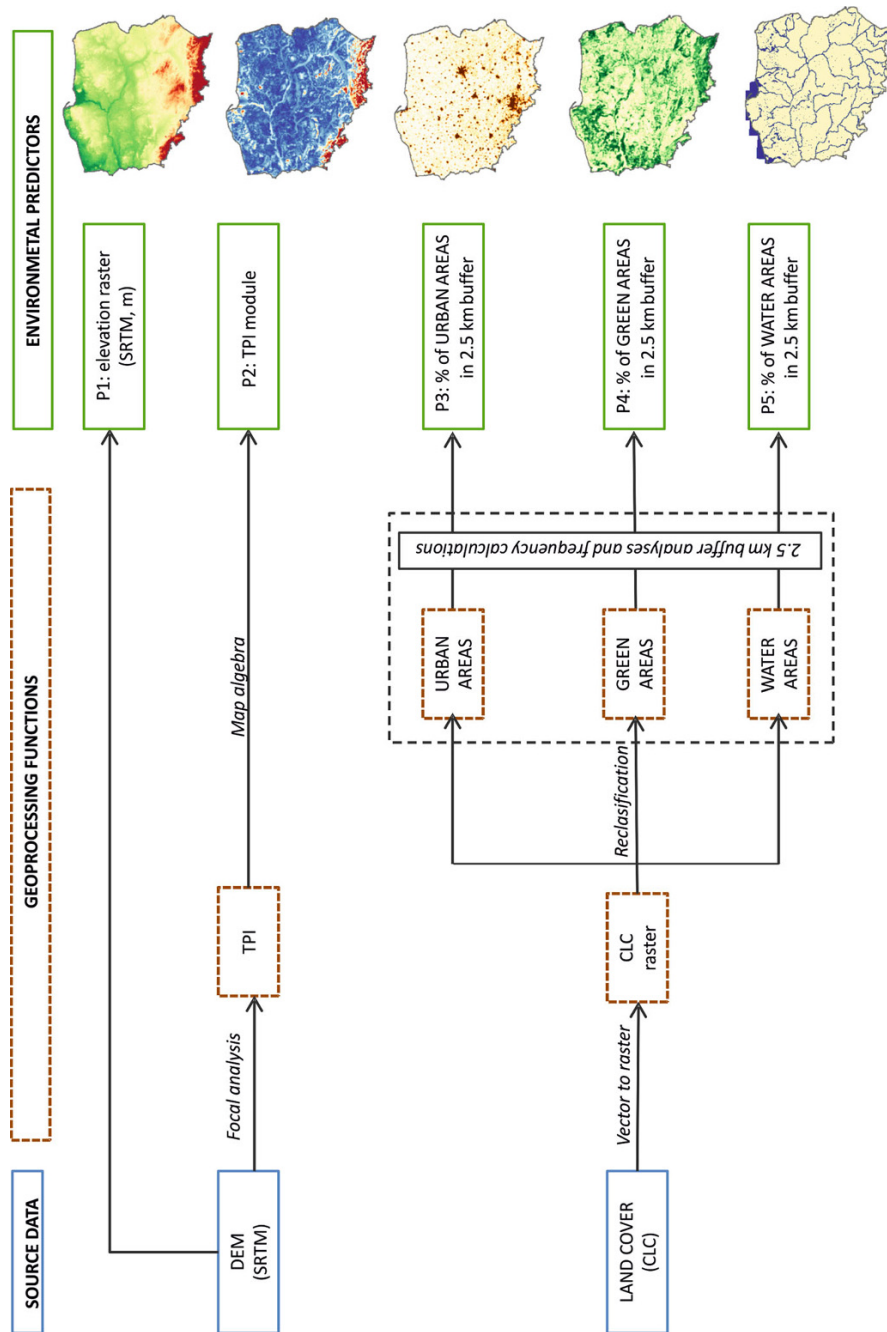 SOURCE DATA
GEOPROCESSING FUNCTIONS
ENVIRONMETAL PREDICTORS
DEM
(SRTM)
Focal analysis
TPI
Map algebra
P1: elevation raster
(SRTM, m)
P2: TPI module
LAND COVER
(CLC)
Vector to raster
CLC
raster
Reclasification
URBAN
AREAS
GREEN
AREAS
WATER
AREAS
2.5 km buffer analyses and frequency calculations
P3: % of URBAN AREAS
in 2.5 km buffer
P4: % of GREEN AREAS
in 2.5 km buffer
P5: % of WATER AREAS
in 2.5 km buffer